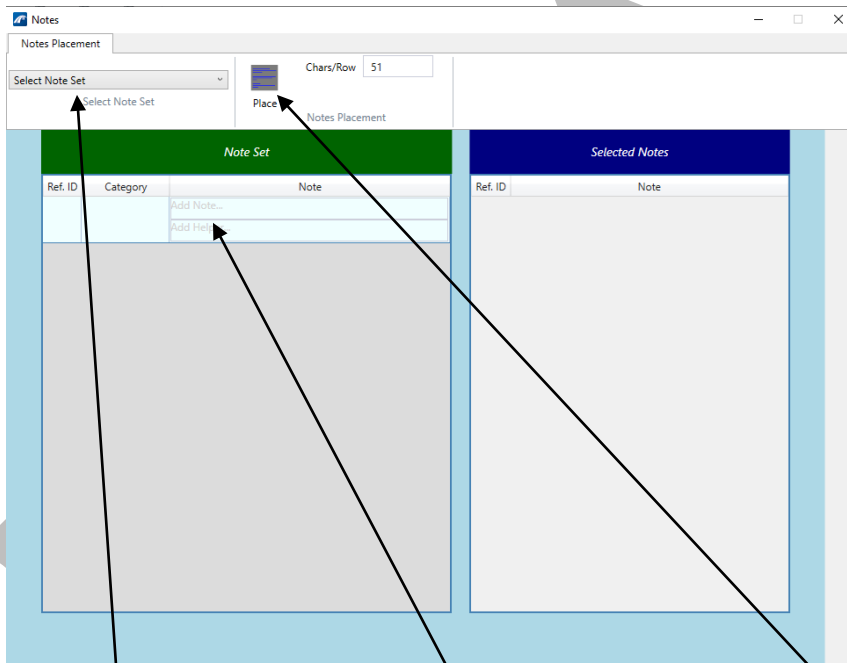 Notes
Notes Placement
Select Note Set
Select Note Set
Place
Chars/Row 51
Notes Placement
Note Set
Selected Notes
Ref. ID Category Note
Ref. ID Note
Add Note...
Add Help